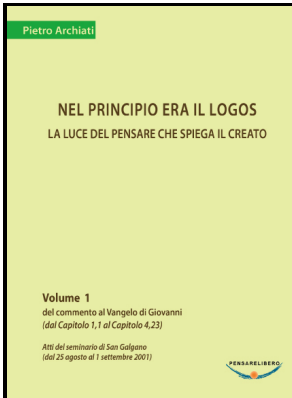 Pietro Archiati
NEL PRINCIPIO ERA IL LOGOS
LA LUCE DEL PENSARE CHE SPIEGA IL CREATO
Volume 1
del commento al Vangelo di Giovanni
(dal Capitolo 1,1 al Capitolo 4,23)
Atti del seminario di San Galgano
(dal 25 agosto al 1 settembre 2001)
PENSARELIBERO